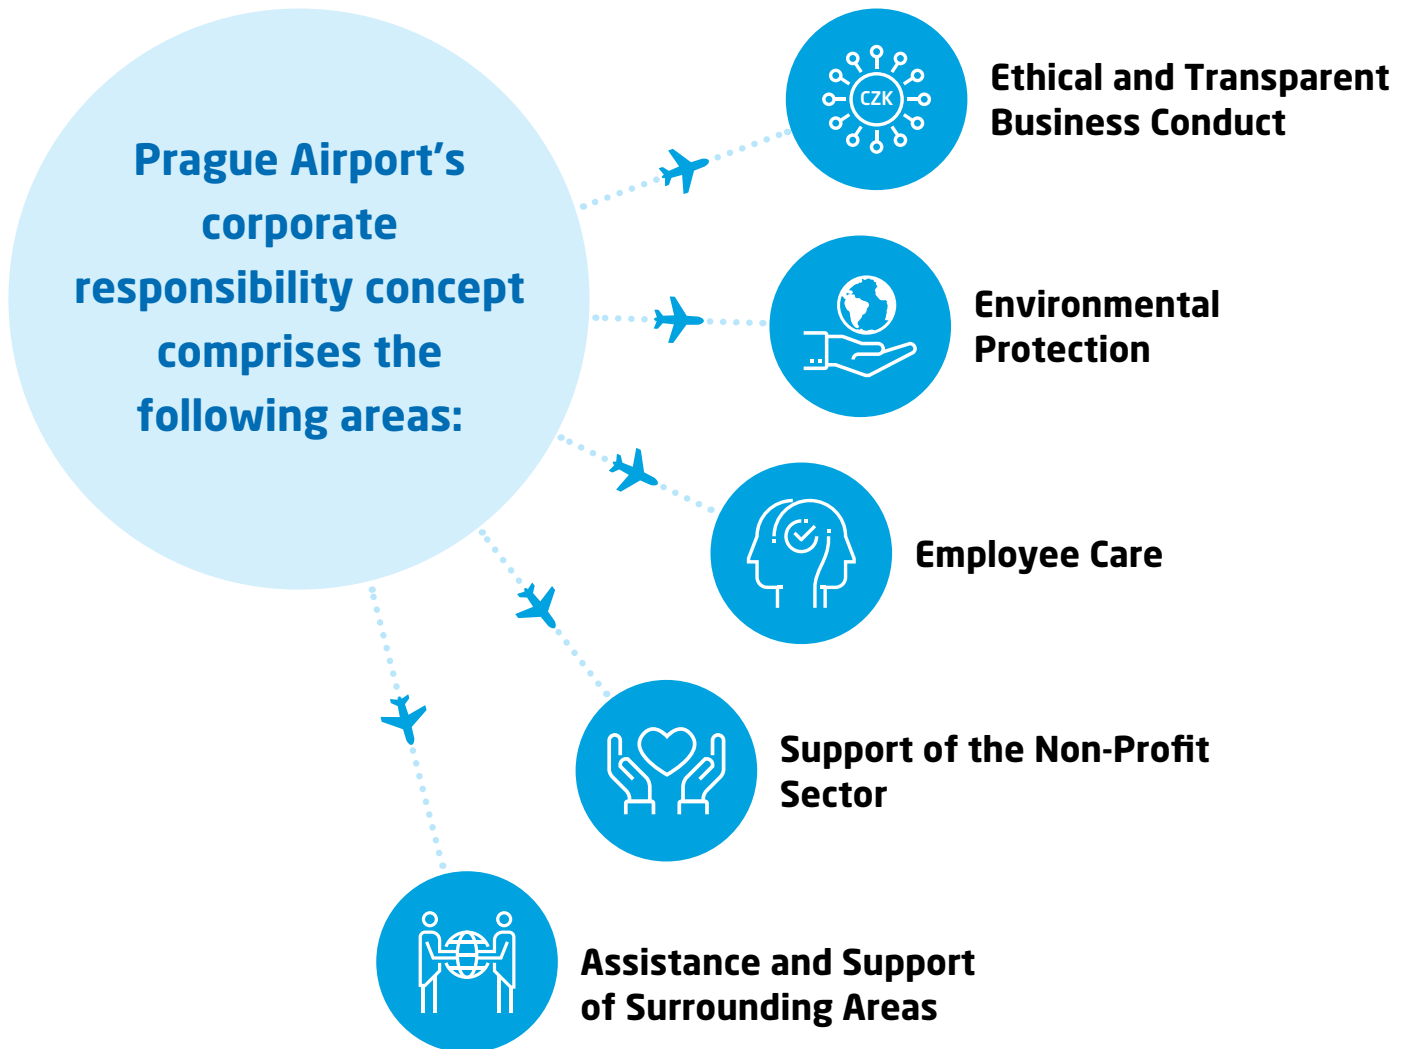 Prague Airport’s
corporate
responsibility concept
comprises the
following areas:
CZK
Ethical and Transparent
Business Conduct
Environmental
Protection
Employee Care
Support of the Non-Profit
Sector
Assistance and Support
of Surrounding Areas